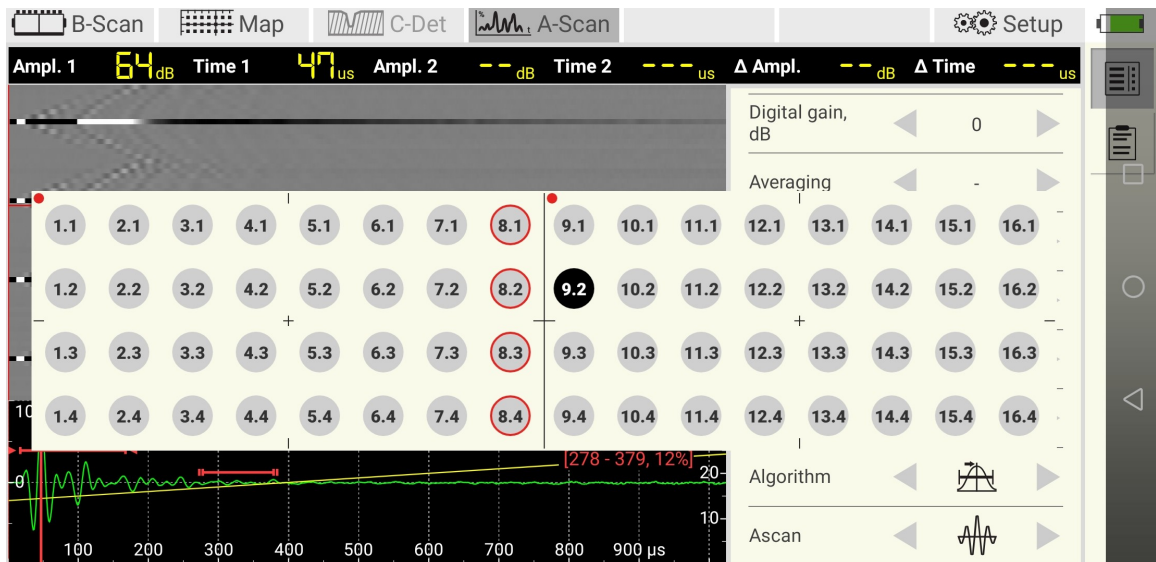 B-Scan Map C-Det A-Scan Setup
Ampl. 1 64 dB Time 1 47 us Ampl. 2 -- dB Time 2 --- us Δ Ampl. -- dB Δ Time --- us
Digital gain, dB 0
Averaging -
1.1 2.1 3.1 4.1 5.1 6.1 7.1 8.1 9.1 10.1 11.1 12.1 13.1 14.1 15.1 16.1
1.2 2.2 3.2 4.2 5.2 6.2 7.2 8.2 9.2 10.2 11.2 12.2 13.2 14.2 15.2 16.2
1.3 2.3 3.3 4.3 5.3 6.3 7.3 8.3 9.3 10.3 11.3 12.3 13.3 14.3 15.3 16.3
1.4 2.4 3.4 4.4 5.4 6.4 7.4 8.4 9.4 10.4 11.4 12.4 13.4 14.4 15.4 16.4
[278 - 379, 12%]
20
0
Algorithm
10
Ascan
100 200 300 400 500 600 700 800 900 µs